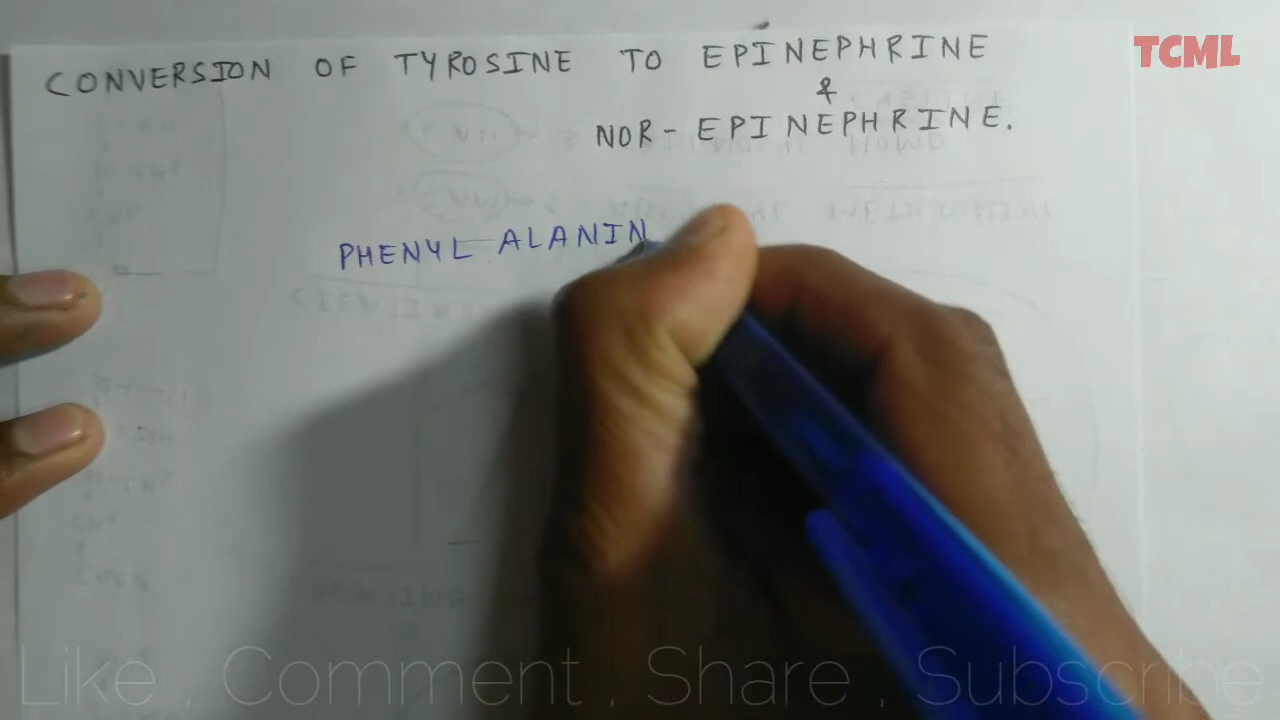 CONVERSION OF TYROSINE TO EPINEPHRINE
&
NOR-EPINEPHRINE.
TCML
PHENYL ALANIN
Like , Comment , Share , Subscribe